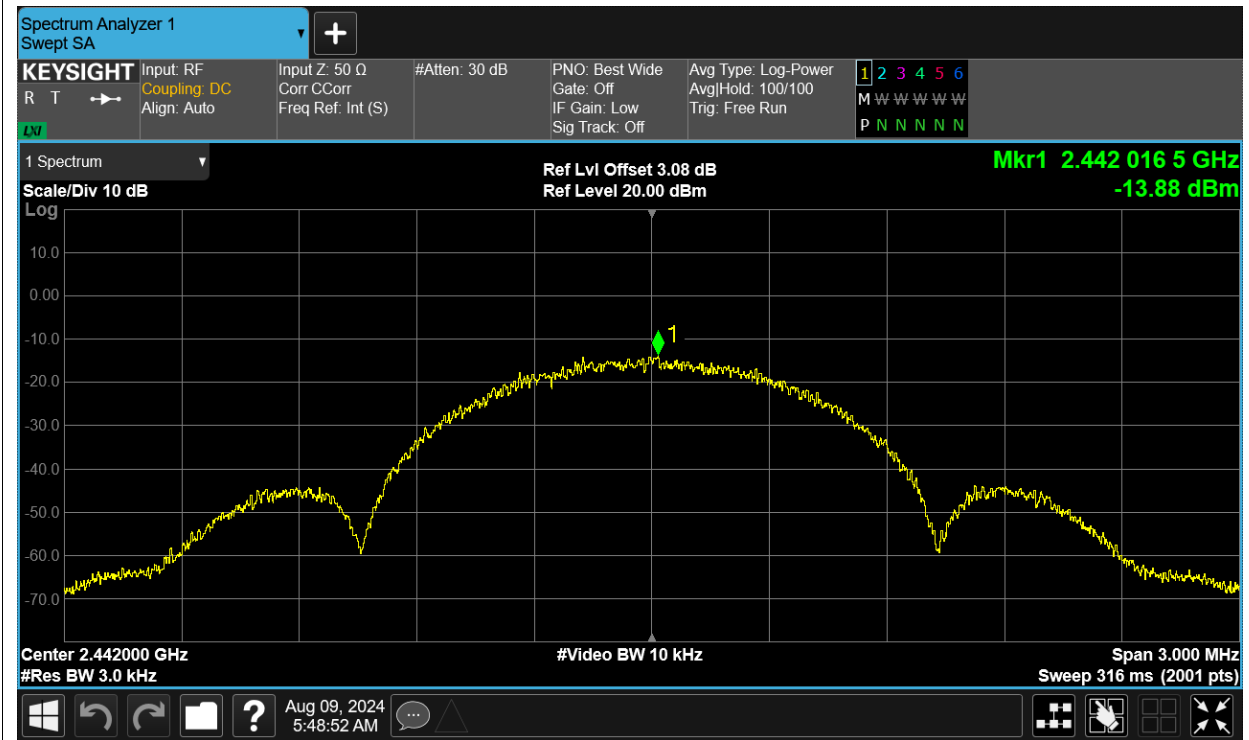 Spectrum Analyzer 1
Swept SA
KEYSIGHT
R T
LXI
Input: RF
Coupling: DC
Align: Auto
Input Z: 50 Ω
Corr CCorr
Freq Ref: Int (S)
#Atten: 30 dB
PNO: Best Wide
Gate: Off
IF Gain: Low
Sig Track: Off
Avg Type: Log-Power
Avg|Hold: 100/100
Trig: Free Run
1 2 3 4 5 6
M W W W W W
P N N N N N
1 Spectrum
Scale/Div 10 dB
Log
Ref Lvl Offset 3.08 dB
Ref Level 20.00 dBm
Mkr1 2.442 016 5 GHz
-13.88 dBm
10.0
0.00
-10.0
-20.0
-30.0
-40.0
-50.0
-60.0
-70.0
1
Center 2.442000 GHz
#Res BW 3.0 kHz
#Video BW 10 kHz
Span 3.000 MHz
Sweep 316 ms (2001 pts)
?
Aug 09, 2024
5:48:52 AM